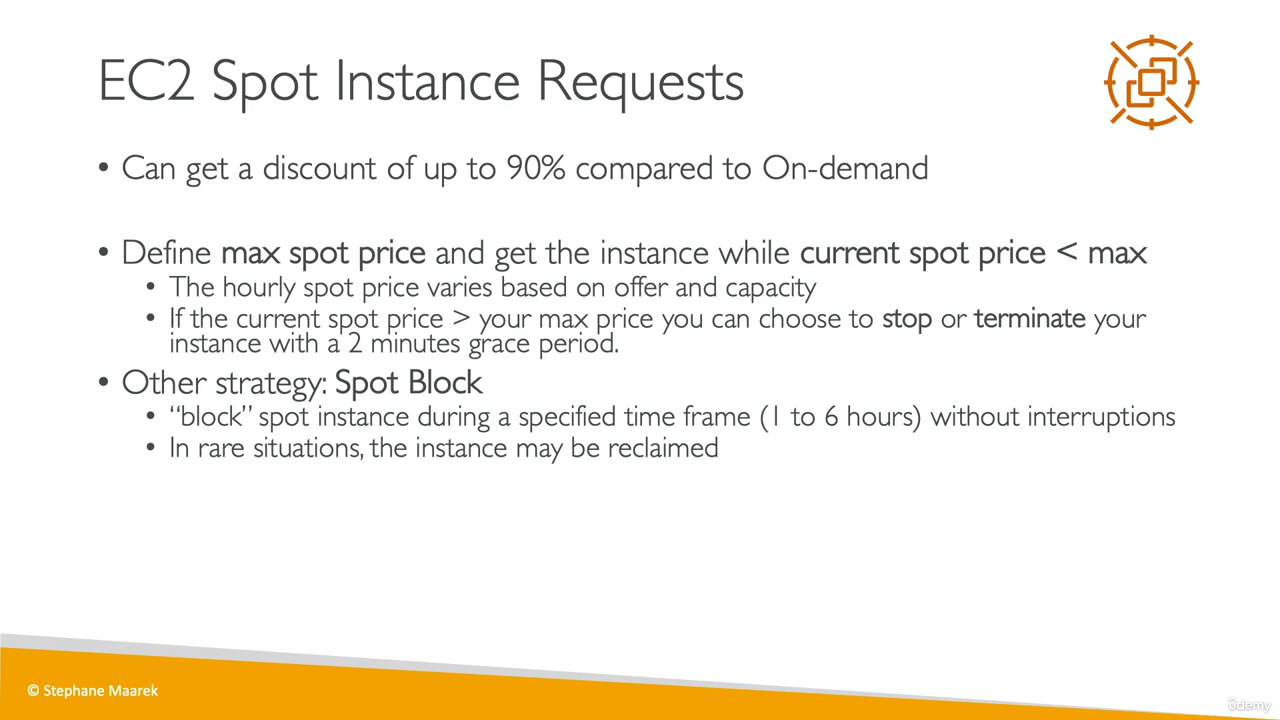 EC2 Spot Instance Requests
• Can get a discount of up to 90% compared to On-demand
• Define max spot price and get the instance while current spot price < max
• The hourly spot price varies based on offer and capacity
• If the current spot price > your max price you can choose to stop or terminate your
instance with a 2 minutes grace period.
• Other strategy: Spot Block
• “block” spot instance during a specified time frame (1 to 6 hours) without interruptions
• In rare situations, the instance may be reclaimed
© Stephane Maarek
ûdemy